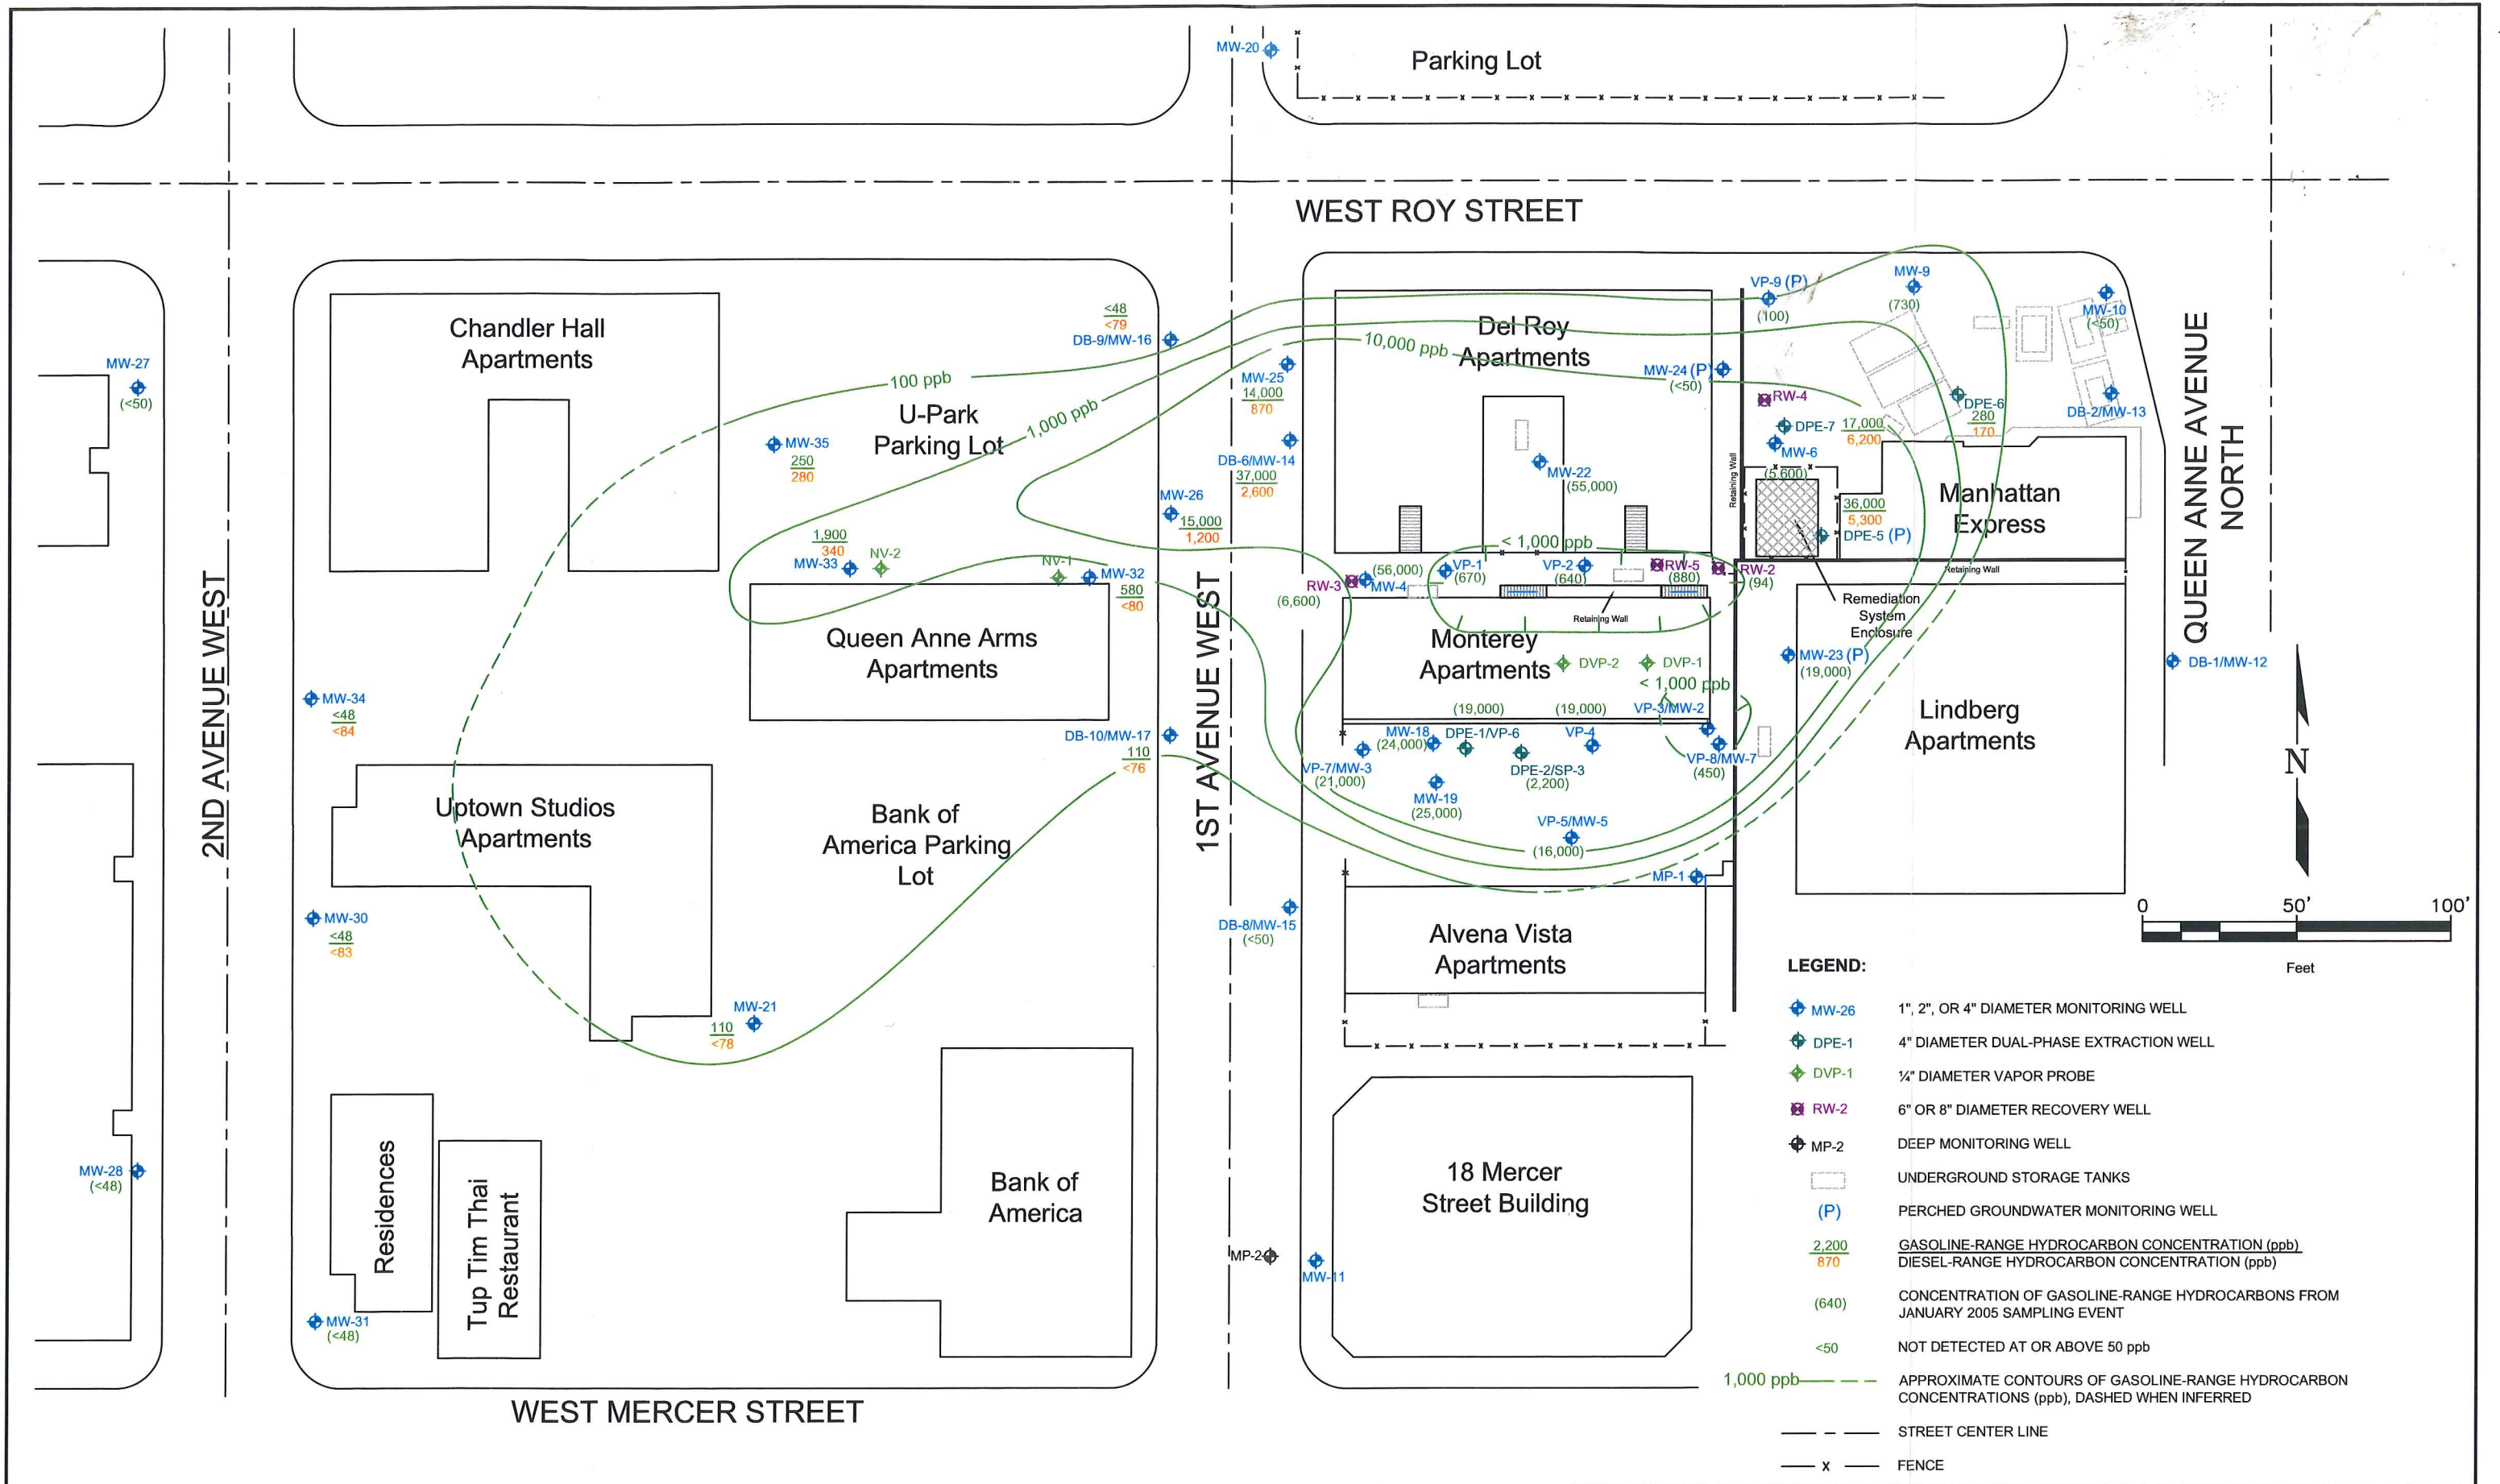 MW-20
Parking Lot
WEST ROY STREET
Chandler Hall
Apartments
<48
<79
DB-9/MW-16
100 ppb
1,000 ppb
10,000 ppb
U-Park
Parking Lot
MW-35
250
280
MW-27
(<50)
Del Roy
Apartments
VP-9 (P)
(100)
MW-9
(730)
MW-10
(<50)
MW-25
14,000
870
MW-24 (P)
(<50)
RW-4
DPE-7
17,000
6,200
DPE-6
280
170
DB-2/MW-13
MW-6
(5,600)
DB-6/MW-14
37,000
2,600
MW-22
(55,000)
MW-26
15,000
1,200
Retaining Wall
36,000
5,300
DPE-5 (P)
Manhattan
Express
QUEEN ANNE AVENUE
NORTH
1,900
340
MW-33
NV-2
NV-1
MW-32
580
<80
< 1,000 ppb
RW-3
(6,600)
(56,000)
MW-4
VP-1
(670)
VP-2
(640)
RW-5
(880)
RW-2
(94)
Retaining Wall
Retaining Wall
Remediation
System
Enclosure
2ND AVENUE WEST
1ST AVENUE WEST
Queen Anne Arms
Apartments
Monterey
Apartments
DVP-2
DVP-1
< 1,000 ppb
MW-23 (P)
(19,000)
DB-1/MW-12
MW-34
<48
<84
DB-10/MW-17
110
<76
(19,000)
(19,000)
VP-3/MW-2
MW-18
(24,000)
DPE-1/VP-6
VP-4
VP-7/MW-3
(21,000)
DPE-2/SP-3
(2,200)
VP-8/MW-7
(450)
MW-19
(25,000)
VP-5/MW-5
(16,000)
MP-1
Lindberg
Apartments
N
Uptown Studios
Apartments
Bank of
America Parking
Lot
MW-30
<48
<83
DB-8/MW-15
(<50)
Alvena Vista
Apartments
0 50' 100'
Feet
MW-21
110
<78
MW-28
(<48)
Residences
Tup Tim Thai
Restaurant
Bank of
America
18 Mercer
Street Building
MP-2
MW-11
MW-31
(<48)
WEST MERCER STREET
LEGEND:
MW-26 1", 2", OR 4" DIAMETER MONITORING WELL
DPE-1 4" DIAMETER DUAL-PHASE EXTRACTION WELL
DVP-1 ¼" DIAMETER VAPOR PROBE
RW-2 6" OR 8" DIAMETER RECOVERY WELL
MP-2 DEEP MONITORING WELL
UNDERGROUND STORAGE TANKS
(P) PERCHED GROUNDWATER MONITORING WELL
2,200 GASOLINE-RANGE HYDROCARBON CONCENTRATION (ppb)
870 DIESEL-RANGE HYDROCARBON CONCENTRATION (ppb)
(640) CONCENTRATION OF GASOLINE-RANGE HYDROCARBONS FROM
JANUARY 2005 SAMPLING EVENT
<50 NOT DETECTED AT OR ABOVE 50 ppb
1,000 ppb APPROXIMATE CONTOURS OF GASOLINE-RANGE HYDROCARBON
CONCENTRATIONS (ppb), DASHED WHEN INFERRED
STREET CENTER LINE
x FENCE